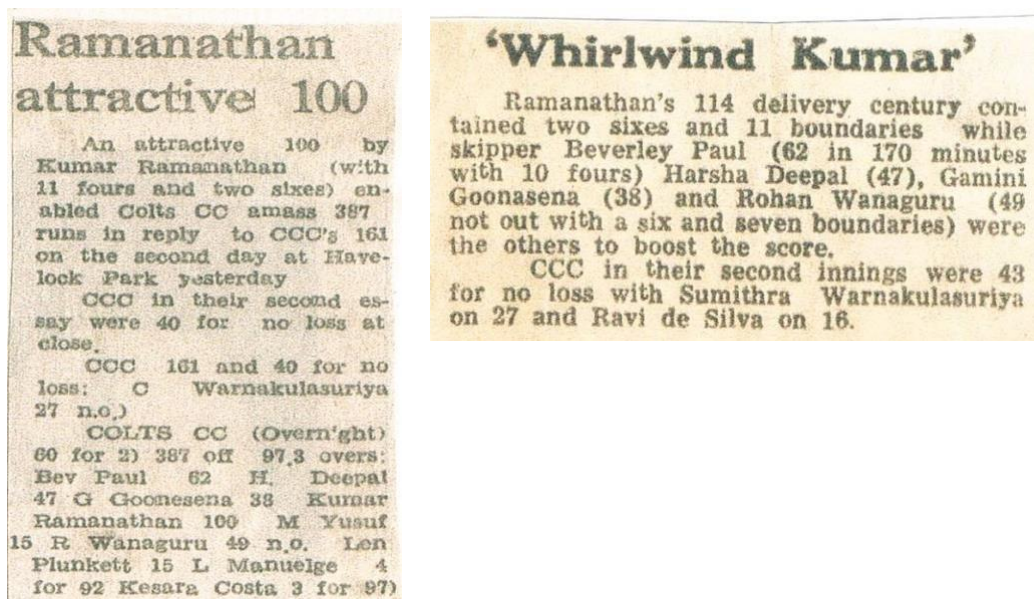 Ramanathan
attractive 100
An attractive 100 by
Kumar Ramanathan (with
11 fours and two sixes) en-
abled Colts CC amass 387
runs in reply to CCC's 161
on the second day at Have-
lock Park yesterday
CCC in their second es-
say were 40 for no loss at
close.
CCC 161 and 40 for no
loss: C Warnakulasuriya
27 n.o.)
COLTS CC (Overn'ght)
60 for 2) 387 off 97.3 overs:
Bev Paul 62 H. Deepal
47 G Goonesena 38 Kumar
Ramanathan 100 M Yusuf
15 R Wanaguru 49 n.o. Len
Plunkett 15 L Manuelge 4
for 92 Kesara Costa 3 for 97)
'Whirlwind Kumar'
Ramanathan's 114 delivery century con-
tained two sixes and 11 boundaries while
skipper Beverley Paul (62 in 170 minutes
with 10 fours) Harsha Deepal (47), Gamini
Goonasena (38) and Rohan Wanaguru (49
not out with a six and seven boundaries) were
the others to boost the score.
CCC in their second innings were 43
for no loss with Sumithra Warnakulasuriya
on 27 and Ravi de Silva on 16.